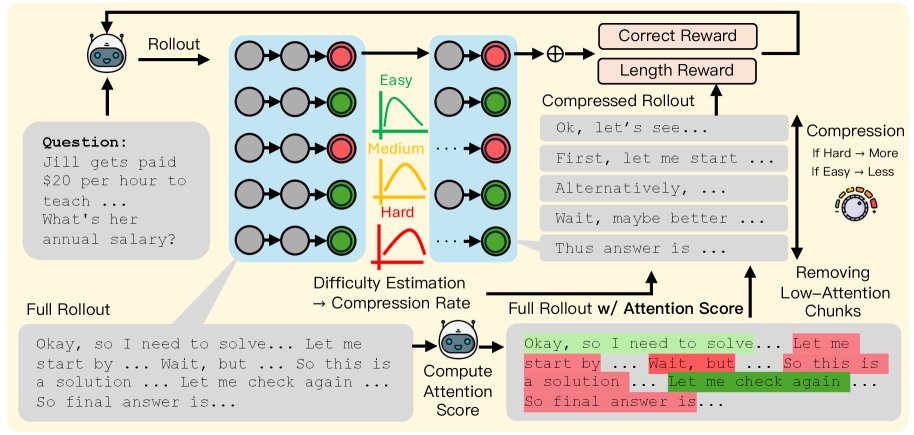 Rollout
Question:
Jill gets paid
$20 per hour to
teach ...
What's her
annual salary?
Easy
Medium
Hard
Correct Reward
Length Reward
Compressed Rollout
Ok, let's see...
First, let me start ...
Alternatively, ...
Wait, maybe better ...
Thus answer is ...
Compression
If Hard → More
If Easy → Less
- +
Removing
Low-Attention
Chunks
Difficulty Estimation
→ Compression Rate
Full Rollout
Okay, so I need to solve... Let me
start by ... Wait, but ... So this is
a solution ... Let me check again ...
So final answer is...
Compute
Attention
Score
Full Rollout w/ Attention Score
Okay, so I need to solve... Let me
start by ... Wait, but ... So this is
a solution ... Let me check again ...
So final answer is...